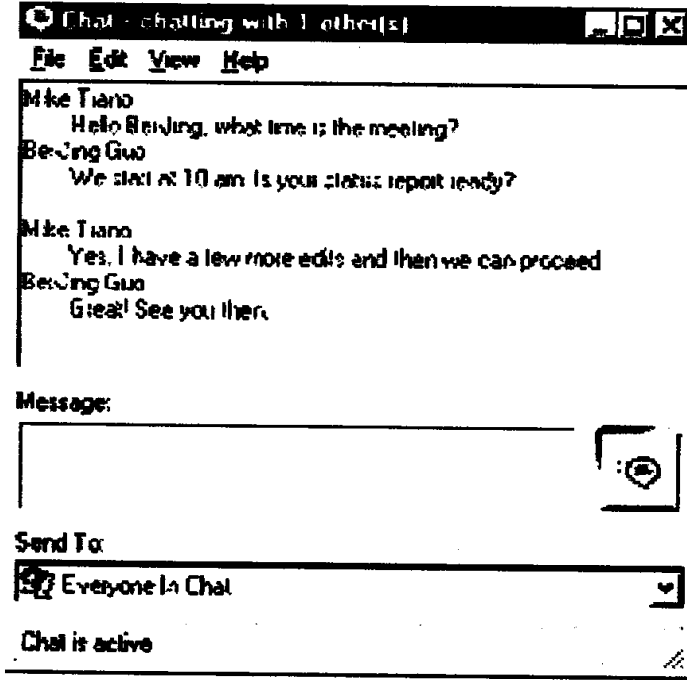 Chat - chatting with 1 other(s)
File Edit View Help
Mike Tiano
Hello BeiJing, what time is the meeting?
BeiJing Guo
We start at 10 am. Is your status report ready?
Mike Tiano
Yes, I have a few more edits and then we can proceed
BeiJing Guo
Great! See you then.
Message:
Send To:
Everyone In Chat
Chat is active